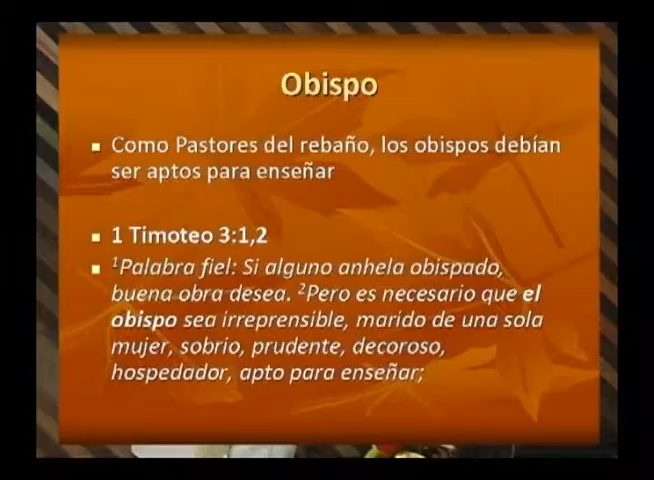 Obispo
Como Pastores del rebaño, los obispos debían
ser aptos para enseñar
1 Timoteo 3:1,2
¹Palabra fiel: Si alguno anhela obispado,
buena obra desea. ²Pero es necesario que el
obispo sea irreprensible, marido de una sola
mujer, sobrio, prudente, decoroso,
hospedador, apto para enseñar;